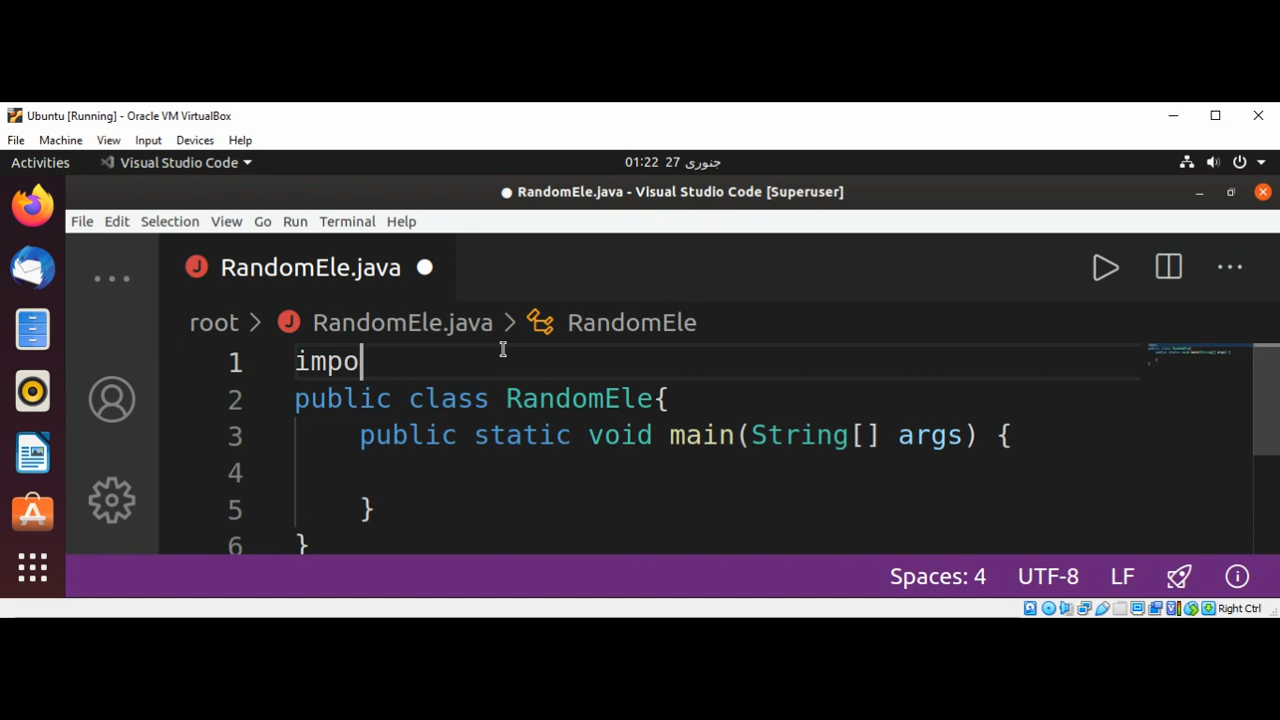 Ubuntu [Running] - Oracle VM VirtualBox
File Machine View Input Devices Help
Activities Visual Studio Code 01:22 27 جنوری
● RandomEle.java - Visual Studio Code [Superuser]
File Edit Selection View Go Run Terminal Help
RandomEle.java
root > RandomEle.java > RandomEle
1 impo
2 public class RandomEle{
3 public static void main(String[] args) {
4
5 }
6 }
Spaces: 4 UTF-8 LF
Right Ctrl